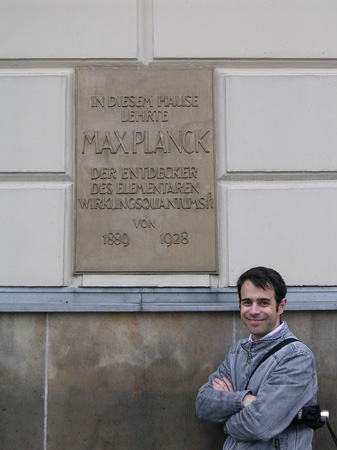 IN DIESEM HAUSE
LEHRTE
MAX PLANCK
DER ENTDECKER
DES ELEMENTAREN
WIRKUNGSQUANTUMS h
VON
1889 1928